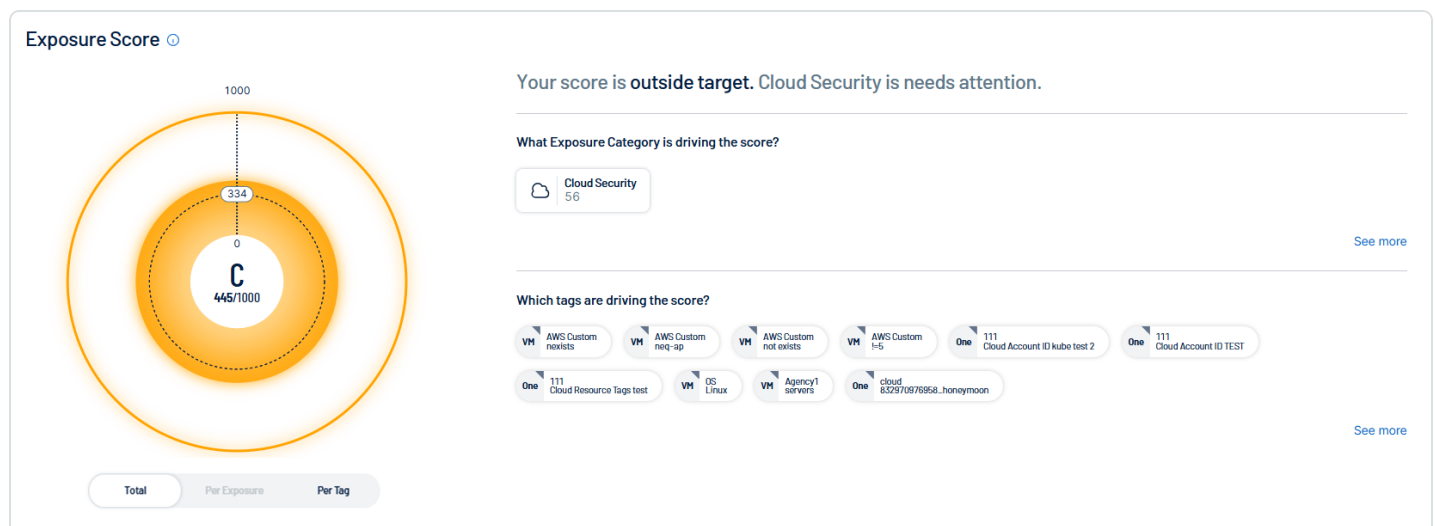 Exposure Score
1000
334
0
C
445/1000
Total
Per Exposure
Per Tag
Your score is outside target. Cloud Security is needs attention.
What Exposure Category is driving the score?
Cloud Security
56
See more
Which tags are driving the score?
VM
AWS Custom
nexists
VM
AWS Custom
neq-ap
VM
AWS Custom
not exists
VM
AWS Custom
!=5
One
111
Cloud Account ID kube test 2
One
111
Cloud Account ID TEST
One
111
Cloud Resource Tags test
VM
OS
Linux
VM
Agency1
servers
One
cloud
832970976958...honeymoon
See more